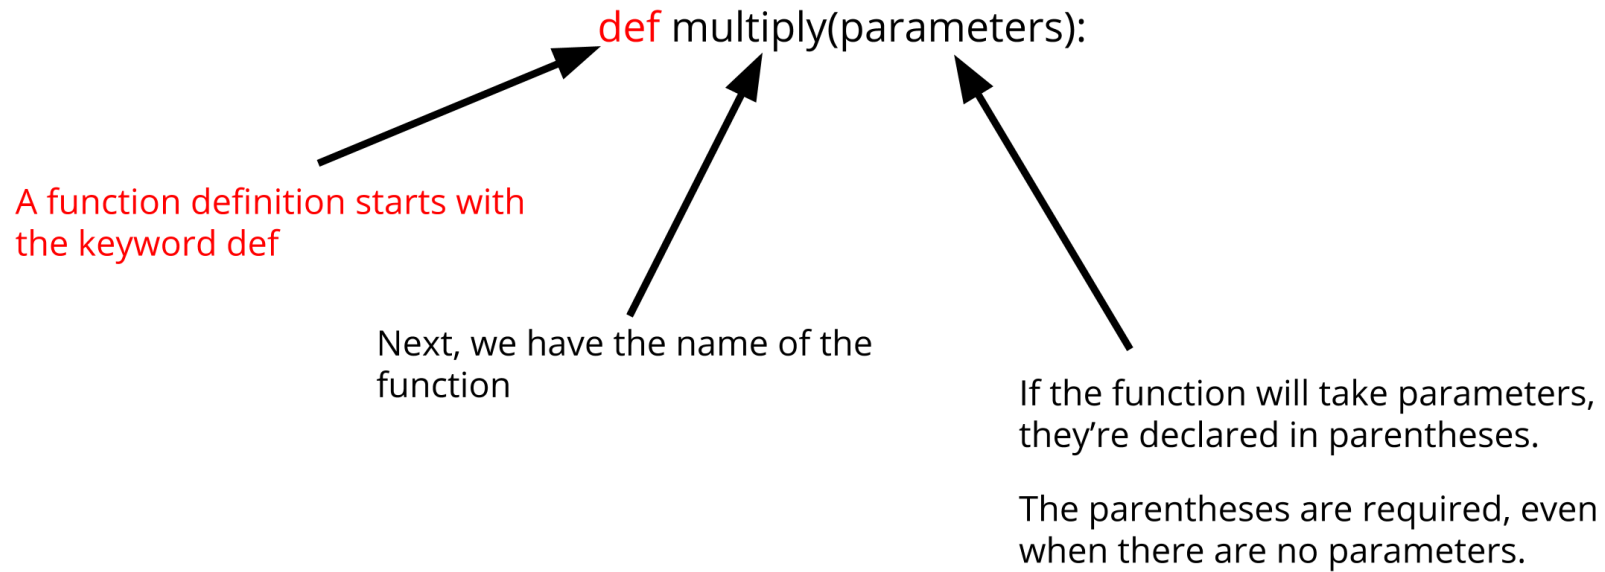 def multiply(parameters):
A function definition starts with
the keyword def
Next, we have the name of the
function
If the function will take parameters,
they’re declared in parentheses.
The parentheses are required, even
when there are no parameters.